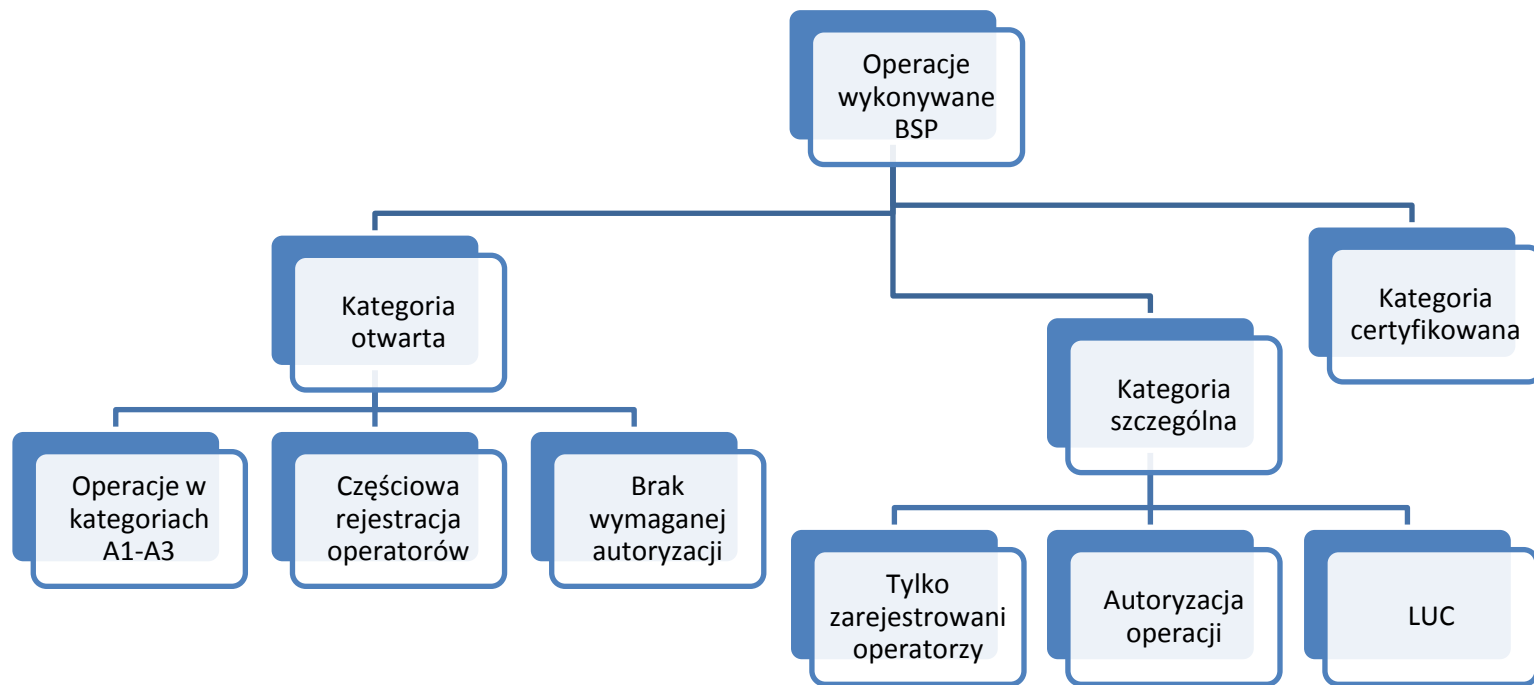 Operacje
wykonywane
BSP
Kategoria
otwarta
Operacje w
kategoriach
A1-A3
Częściowa
rejestracja
operatorów
Brak
wymaganej
autoryzacji
Kategoria
szczególna
Tylko
zarejestrowani
operatorzy
Autoryzacja
operacji
LUC
Kategoria
certyfikowana